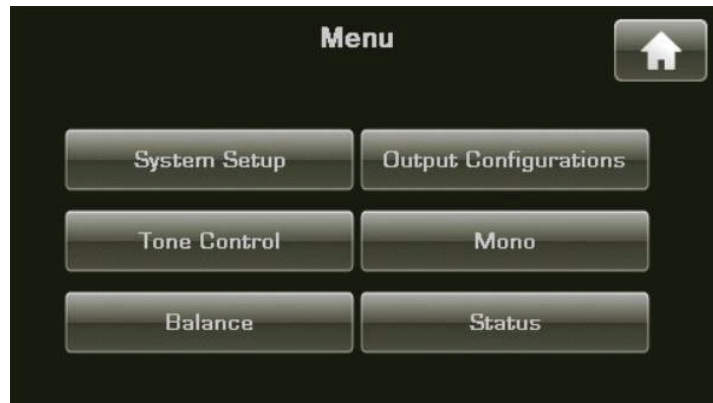 Menu
System Setup
Output Configurations
Tone Control
Mono
Balance
Status